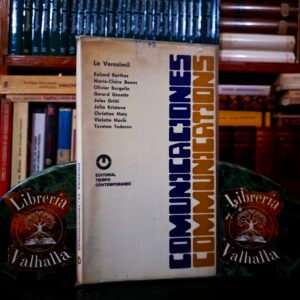 Lo Verosímil
Roland Barthes
Marie-Claire Boons
Olivier Burgelin
Gérard Genette
Jules Gritti
Julia Kristeva
Christian Metz
Violette Morin
Tzvetan Todorov
EDITORIAL
TIEMPO
CONTEMPORANEO
COMUNICACIONES
COMMUNICATIONS
Librería
Valhalla
Librería
Valhalla